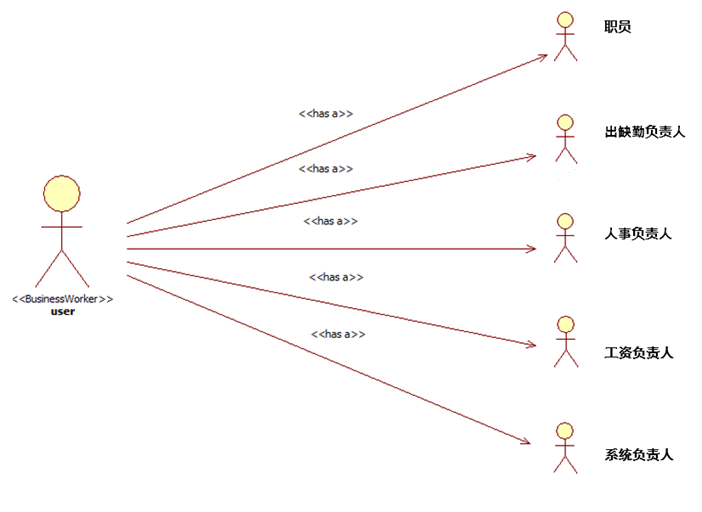 职员
<<has a>>
出缺勤负责人
<<has a>>
<<has a>>
人事负责人
<<has a>>
<<BusinessWorker>>
user
<<has a>>
工资负责人
系统负责人